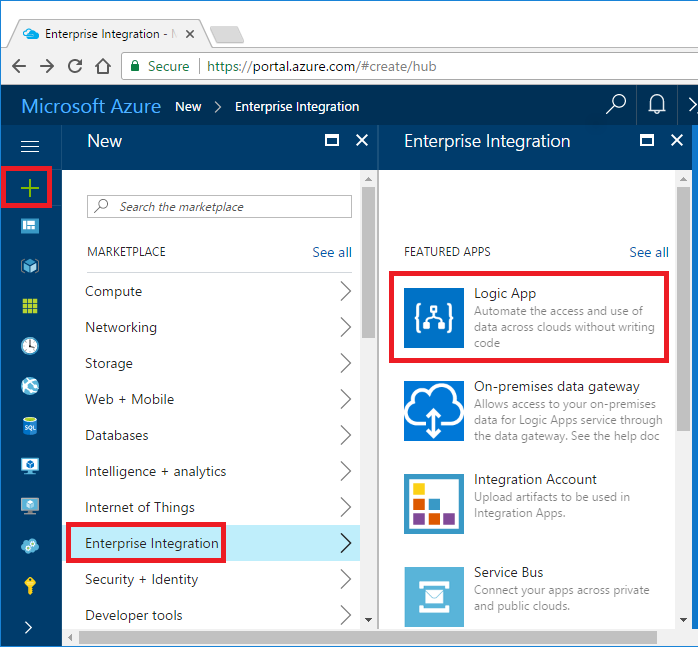 Enterprise Integration -
Secure
https://portal.azure.com/#create/hub
Microsoft Azure New Enterprise Integration
New
Search the marketplace
MARKETPLACE See all
Compute
Networking
Storage
Web + Mobile
Databases
Intelligence + analytics
Internet of Things
Enterprise Integration
Security + Identity
Developer tools
SQL
Enterprise Integration
FEATURED APPS See all
Logic App
Automate the access and use of
data across clouds without writing
code
On-premises data gateway
Allows access to your on-premises
data for Logic Apps service through
the data gateway. See the help doc
Integration Account
Upload artifacts to be used in
Integration Apps.
Service Bus
Connect your apps across private
and public clouds.